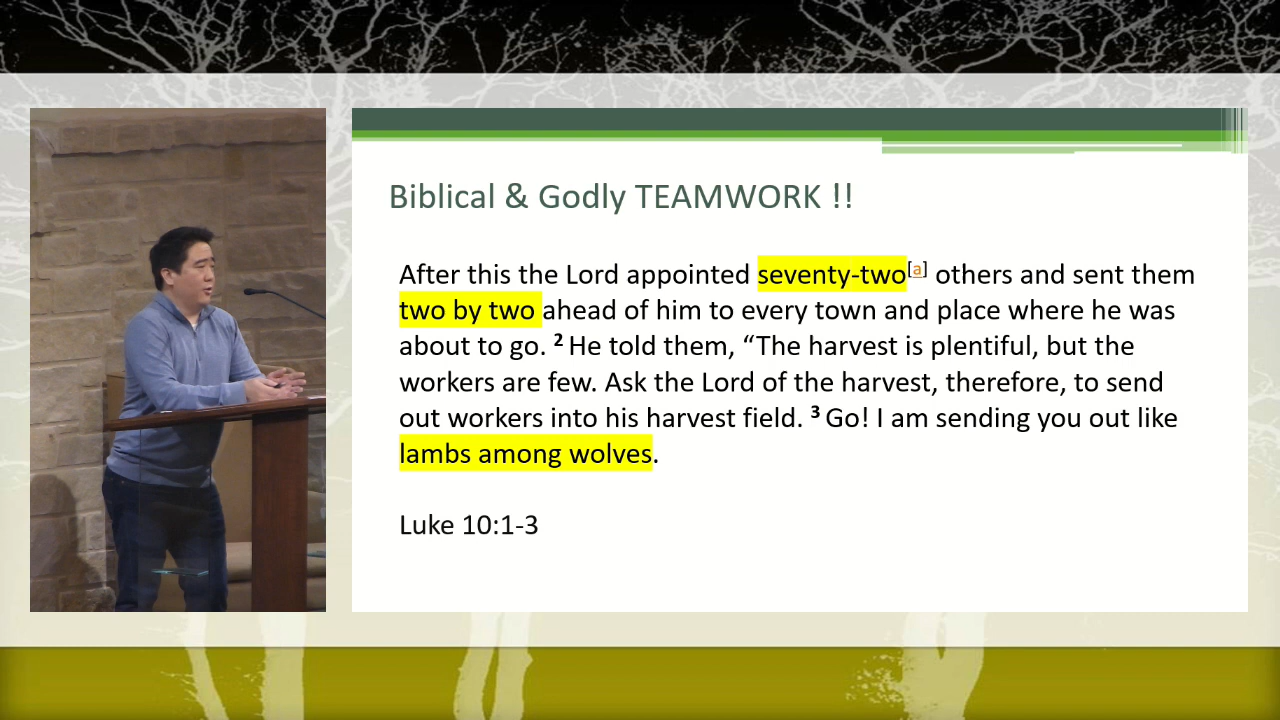 Biblical & Godly TEAMWORK !!
After this the Lord appointed seventy-two[a] others and sent them
two by two ahead of him to every town and place where he was
about to go. 2 He told them, “The harvest is plentiful, but the
workers are few. Ask the Lord of the harvest, therefore, to send
out workers into his harvest field. 3 Go! I am sending you out like
lambs among wolves.
Luke 10:1-3